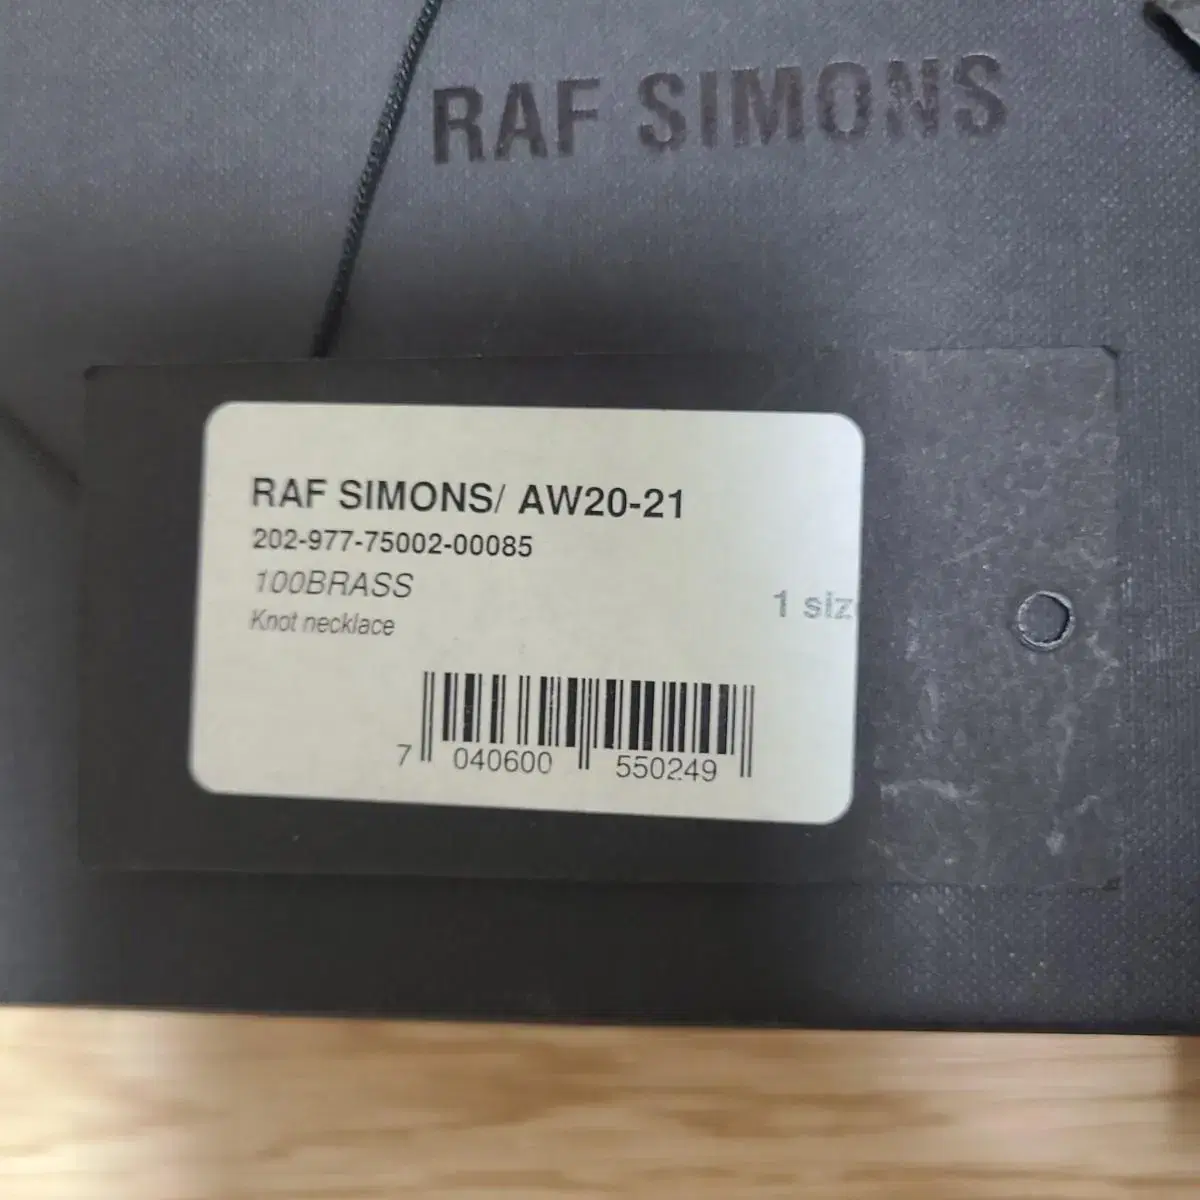 RAF SIMONS
RAF SIMONS/ AW20-21
202-977-75002-00085
100BRASS
1 siz
Knot necklace
7 040600 550249